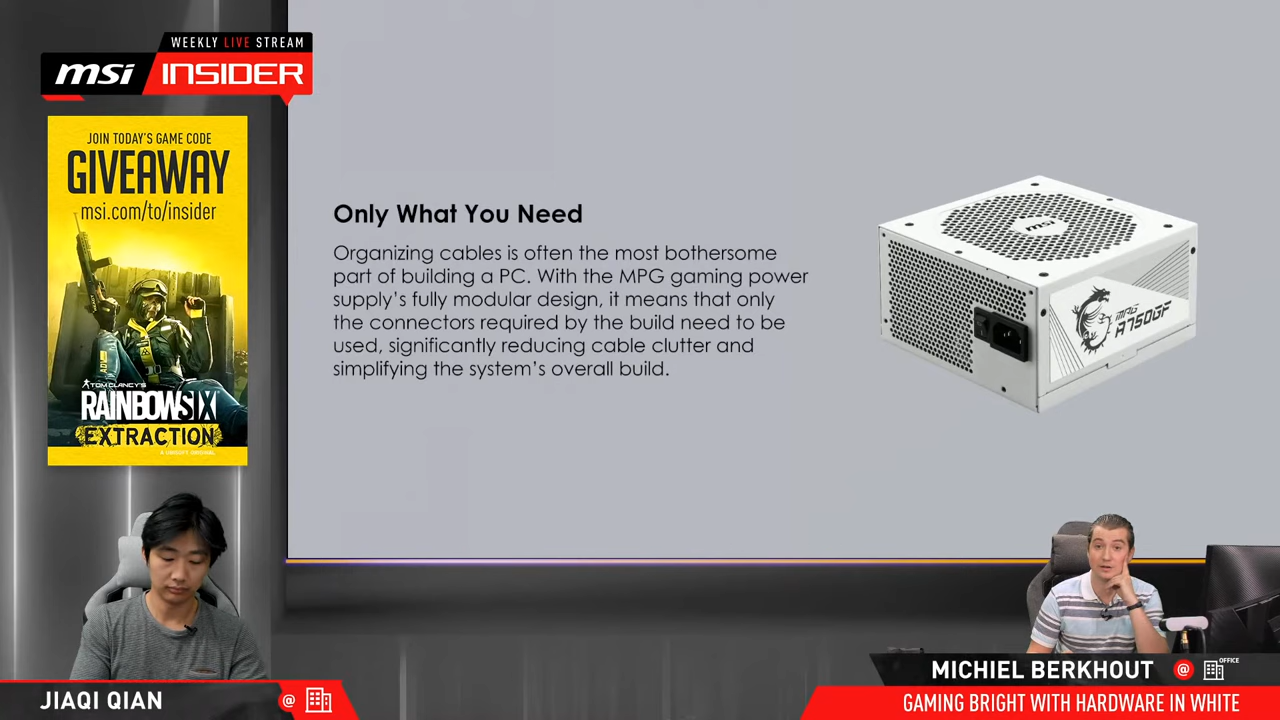 WEEKLY LIVE STREAM
msi INSIDER
JOIN TODAY'S GAME CODE
GIVEAWAY
msi.com/to/insider
TOM CLANCY'S
RAINBOWSIX
EXTRACTION
A UBISOFT ORIGINAL
Only What You Need
Organizing cables is often the most bothersome
part of building a PC. With the MPG gaming power
supply's fully modular design, it means that only
the connectors required by the build need to be
used, significantly reducing cable clutter and
simplifying the system's overall build.
msi
MPG
A750GF
JIAQI QIAN @
MICHIEL BERKHOUT @ OFFICE
GAMING BRIGHT WITH HARDWARE IN WHITE